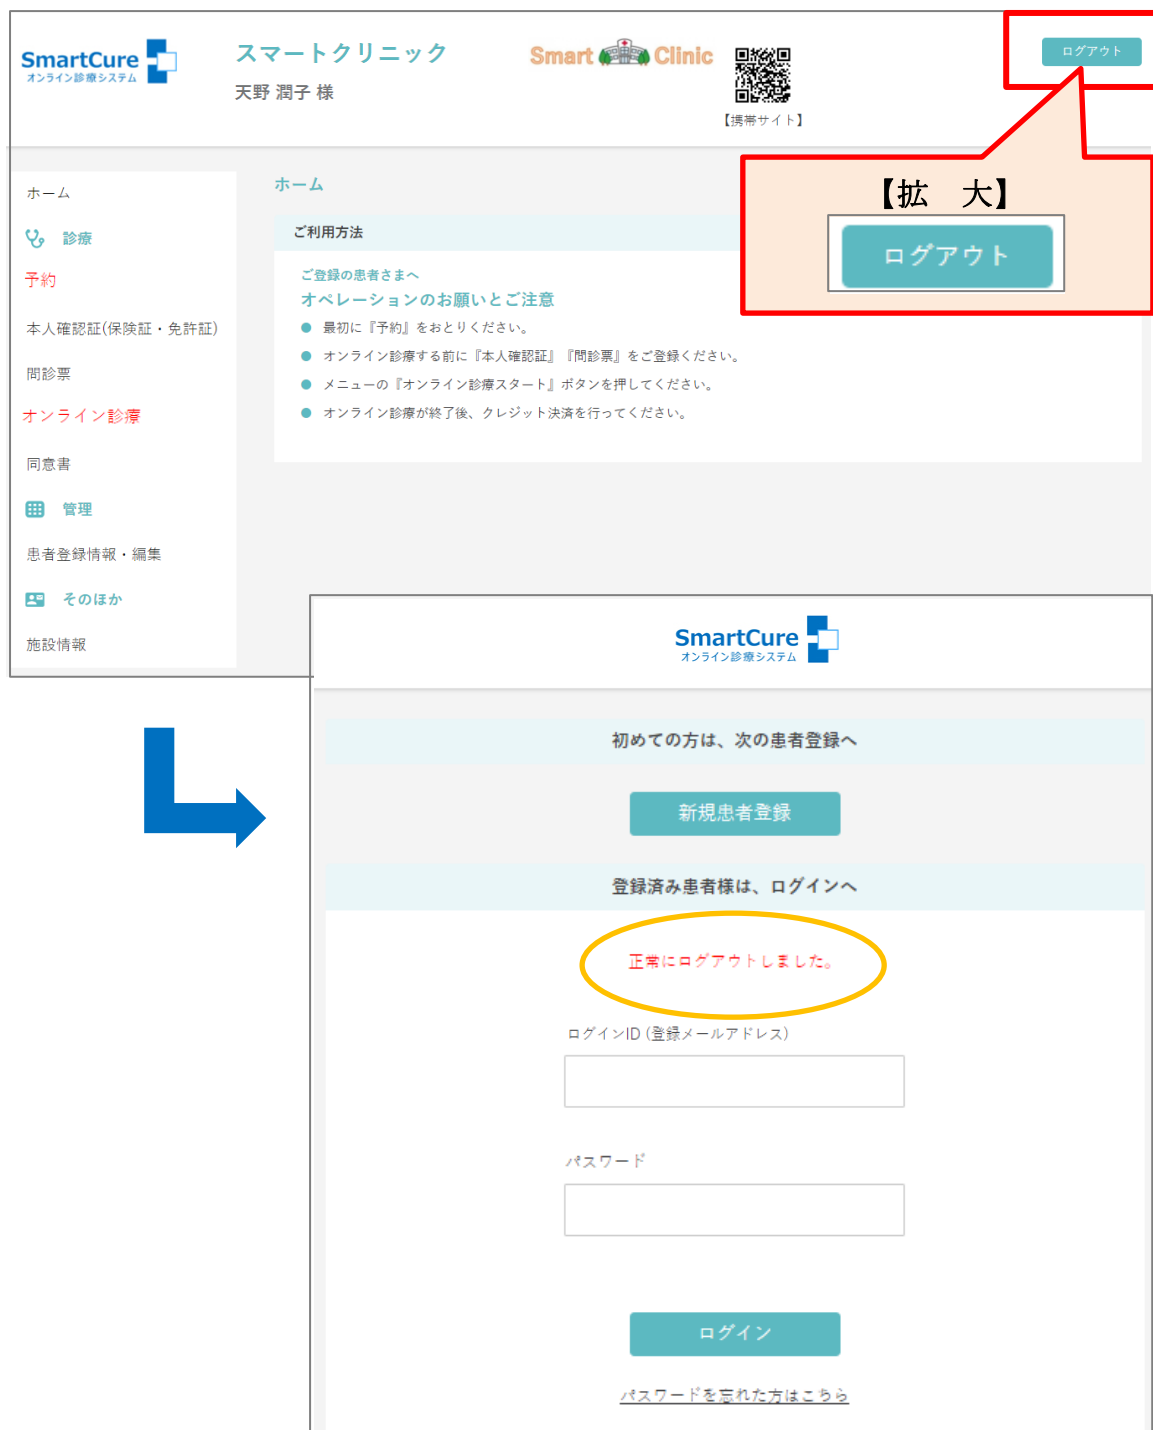 SmartCure
オンライン診療システム
スマートクリニック
天野 潤子 様
Smart Clinic
【携帯サイト】
ログアウト
【拡　大】
ログアウト
ホーム
診療
予約
本人確認証(保険証・免許証)
問診票
オンライン診療
同意書
管理
患者登録情報・編集
そのほか
施設情報
ホーム
ご利用方法
ご登録の患者さまへ
オペレーションのお願いとご注意
● 最初に『予約』をおとりください。
● オンライン診療する前に『本人確認証』『問診票』をご登録ください。
● メニューの『オンライン診療スタート』ボタンを押してください。
● オンライン診療が終了後、クレジット決済を行ってください。
SmartCure
オンライン診療システム
初めての方は、次の患者登録へ
新規患者登録
登録済み患者様は、ログインへ
正常にログアウトしました。
ログインID (登録メールアドレス)
パスワード
ログイン
パスワードを忘れた方はこちら